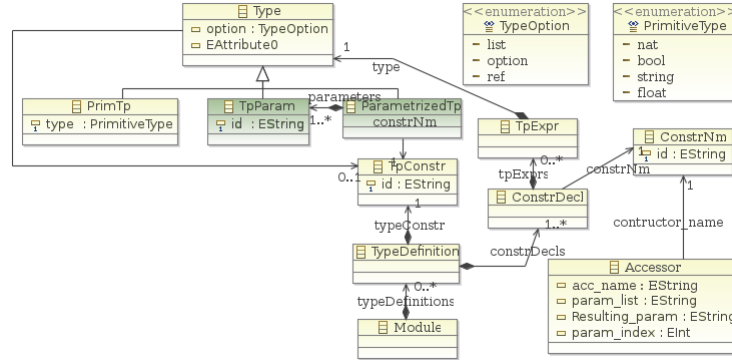 Type
option : TypeOption
EAttribute0
<<enumeration>>
TypeOption
list
option
ref
<<enumeration>>
PrimitiveType
nat
bool
string
float
1
type
PrimTp
type : PrimitiveType
TpParam
id : EString
parameters
1..*
ParametrizedTp
constrNm
TpExpr
0..*
tpExprs
ConstrNm
id : EString
1
constrNm
0..1
1
TpConstr
id : EString
1
typeConstr
ConstrDecl
1..*
constrDecls
1
contructor_name
TypeDefinition
0..*
typeDefinitions
Module
Accessor
acc_name : EString
param_list : EString
Resulting_param : EString
param_index : EInt